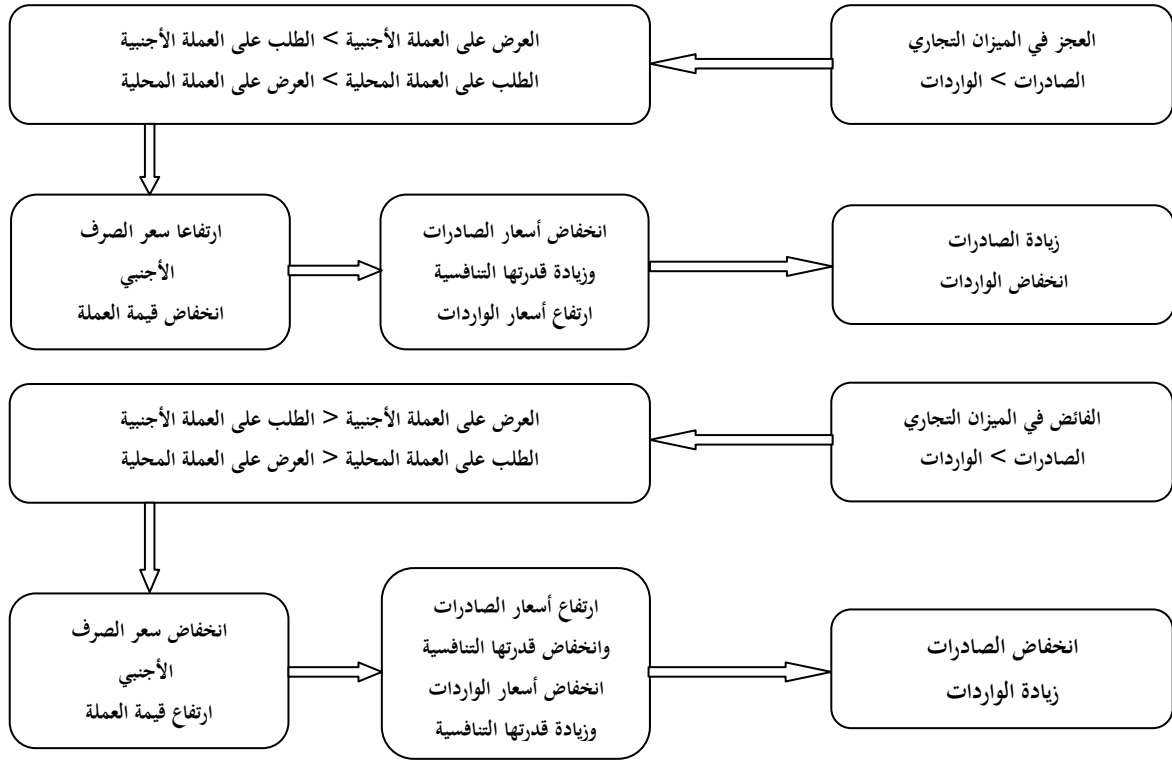 العجز في الميزان التجاري
الصادرات < الواردات
العرض على العملة الأجنبية < الطلب على العملة الأجنبية
الطلب على العملة المحلية < العرض على العملة المحلية
ارتفاعا سعر الصرف
الأجنبي
انخفاض قيمة العملة
انخفاض أسعار الصادرات
وزيادة قدرتها التنافسية
ارتفاع أسعار الواردات
زيادة الصادرات
انخفاض الواردات
الفائض في الميزان التجاري
الصادرات < الواردات
العرض على العملة الأجنبية > الطلب على العملة الأجنبية
الطلب على العملة المحلية > العرض على العملة المحلية
انخفاض سعر الصرف
الأجنبي
ارتفاع قيمة العملة
ارتفاع أسعار الصادرات
وانخفاض قدرتها التنافسية
انخفاض أسعار الواردات
وزيادة قدرتها التنافسية
انخفاض الصادرات
زيادة الواردات